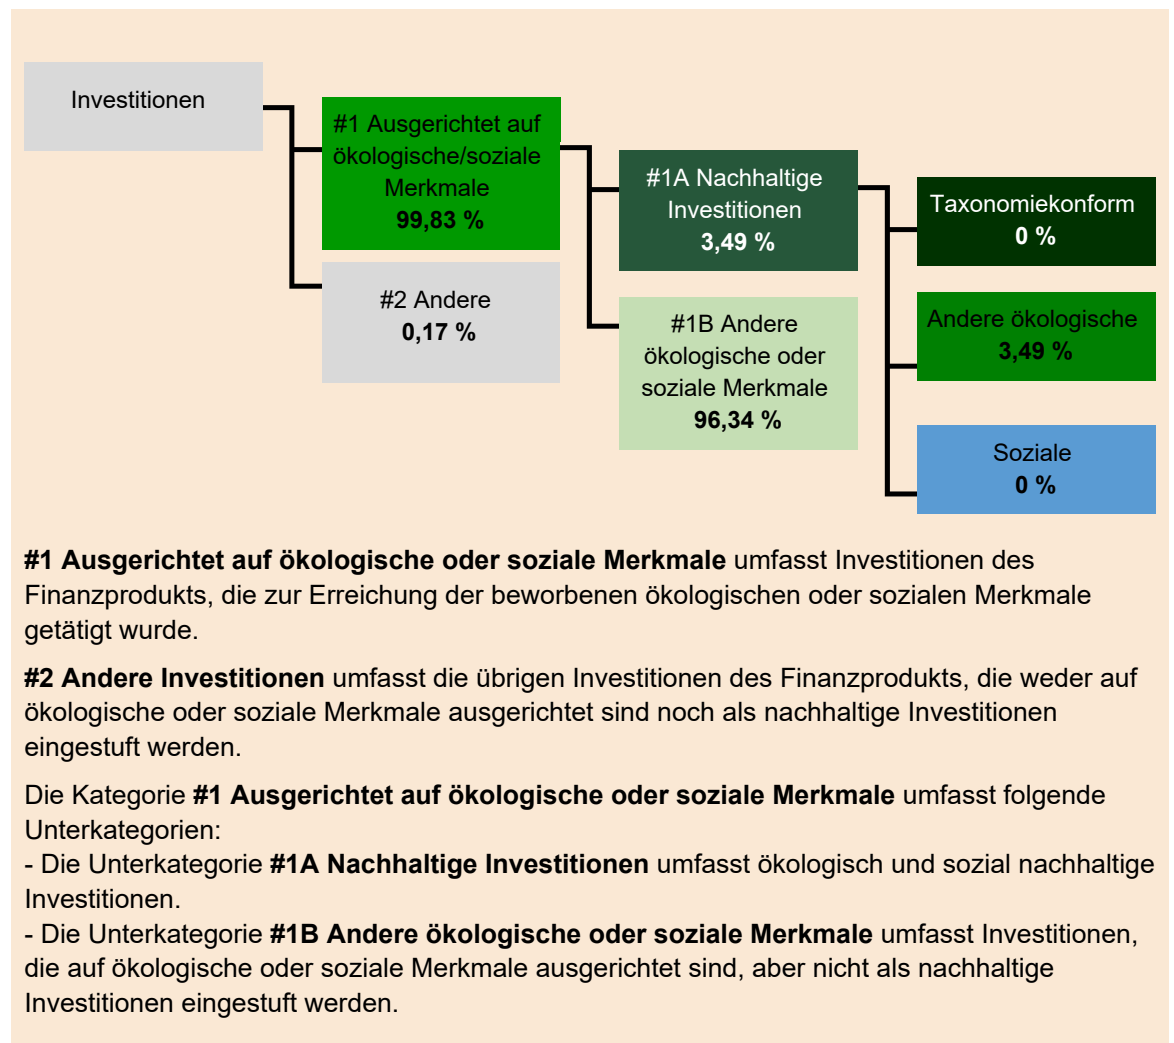 Investitionen
#1 Ausgerichtet auf
ökologische/soziale
Merkmale
99,83 %
#2 Andere
0,17 %
#1A Nachhaltige
Investitionen
3,49 %
#1B Andere
ökologische oder
soziale Merkmale
96,34 %
Taxonomiekonform
0 %
Andere ökologische
3,49 %
Soziale
0 %
#1 Ausgerichtet auf ökologische oder soziale Merkmale umfasst Investitionen des
Finanzprodukts, die zur Erreichung der beworbenen ökologischen oder sozialen Merkmale
getätigt wurde.
#2 Andere Investitionen umfasst die übrigen Investitionen des Finanzprodukts, die weder auf
ökologische oder soziale Merkmale ausgerichtet sind noch als nachhaltige Investitionen
eingestuft werden.
Die Kategorie #1 Ausgerichtet auf ökologische oder soziale Merkmale umfasst folgende
Unterkategorien:
- Die Unterkategorie #1A Nachhaltige Investitionen umfasst ökologisch und sozial nachhaltige
Investitionen.
- Die Unterkategorie #1B Andere ökologische oder soziale Merkmale umfasst Investitionen,
die auf ökologische oder soziale Merkmale ausgerichtet sind, aber nicht als nachhaltige
Investitionen eingestuft werden.